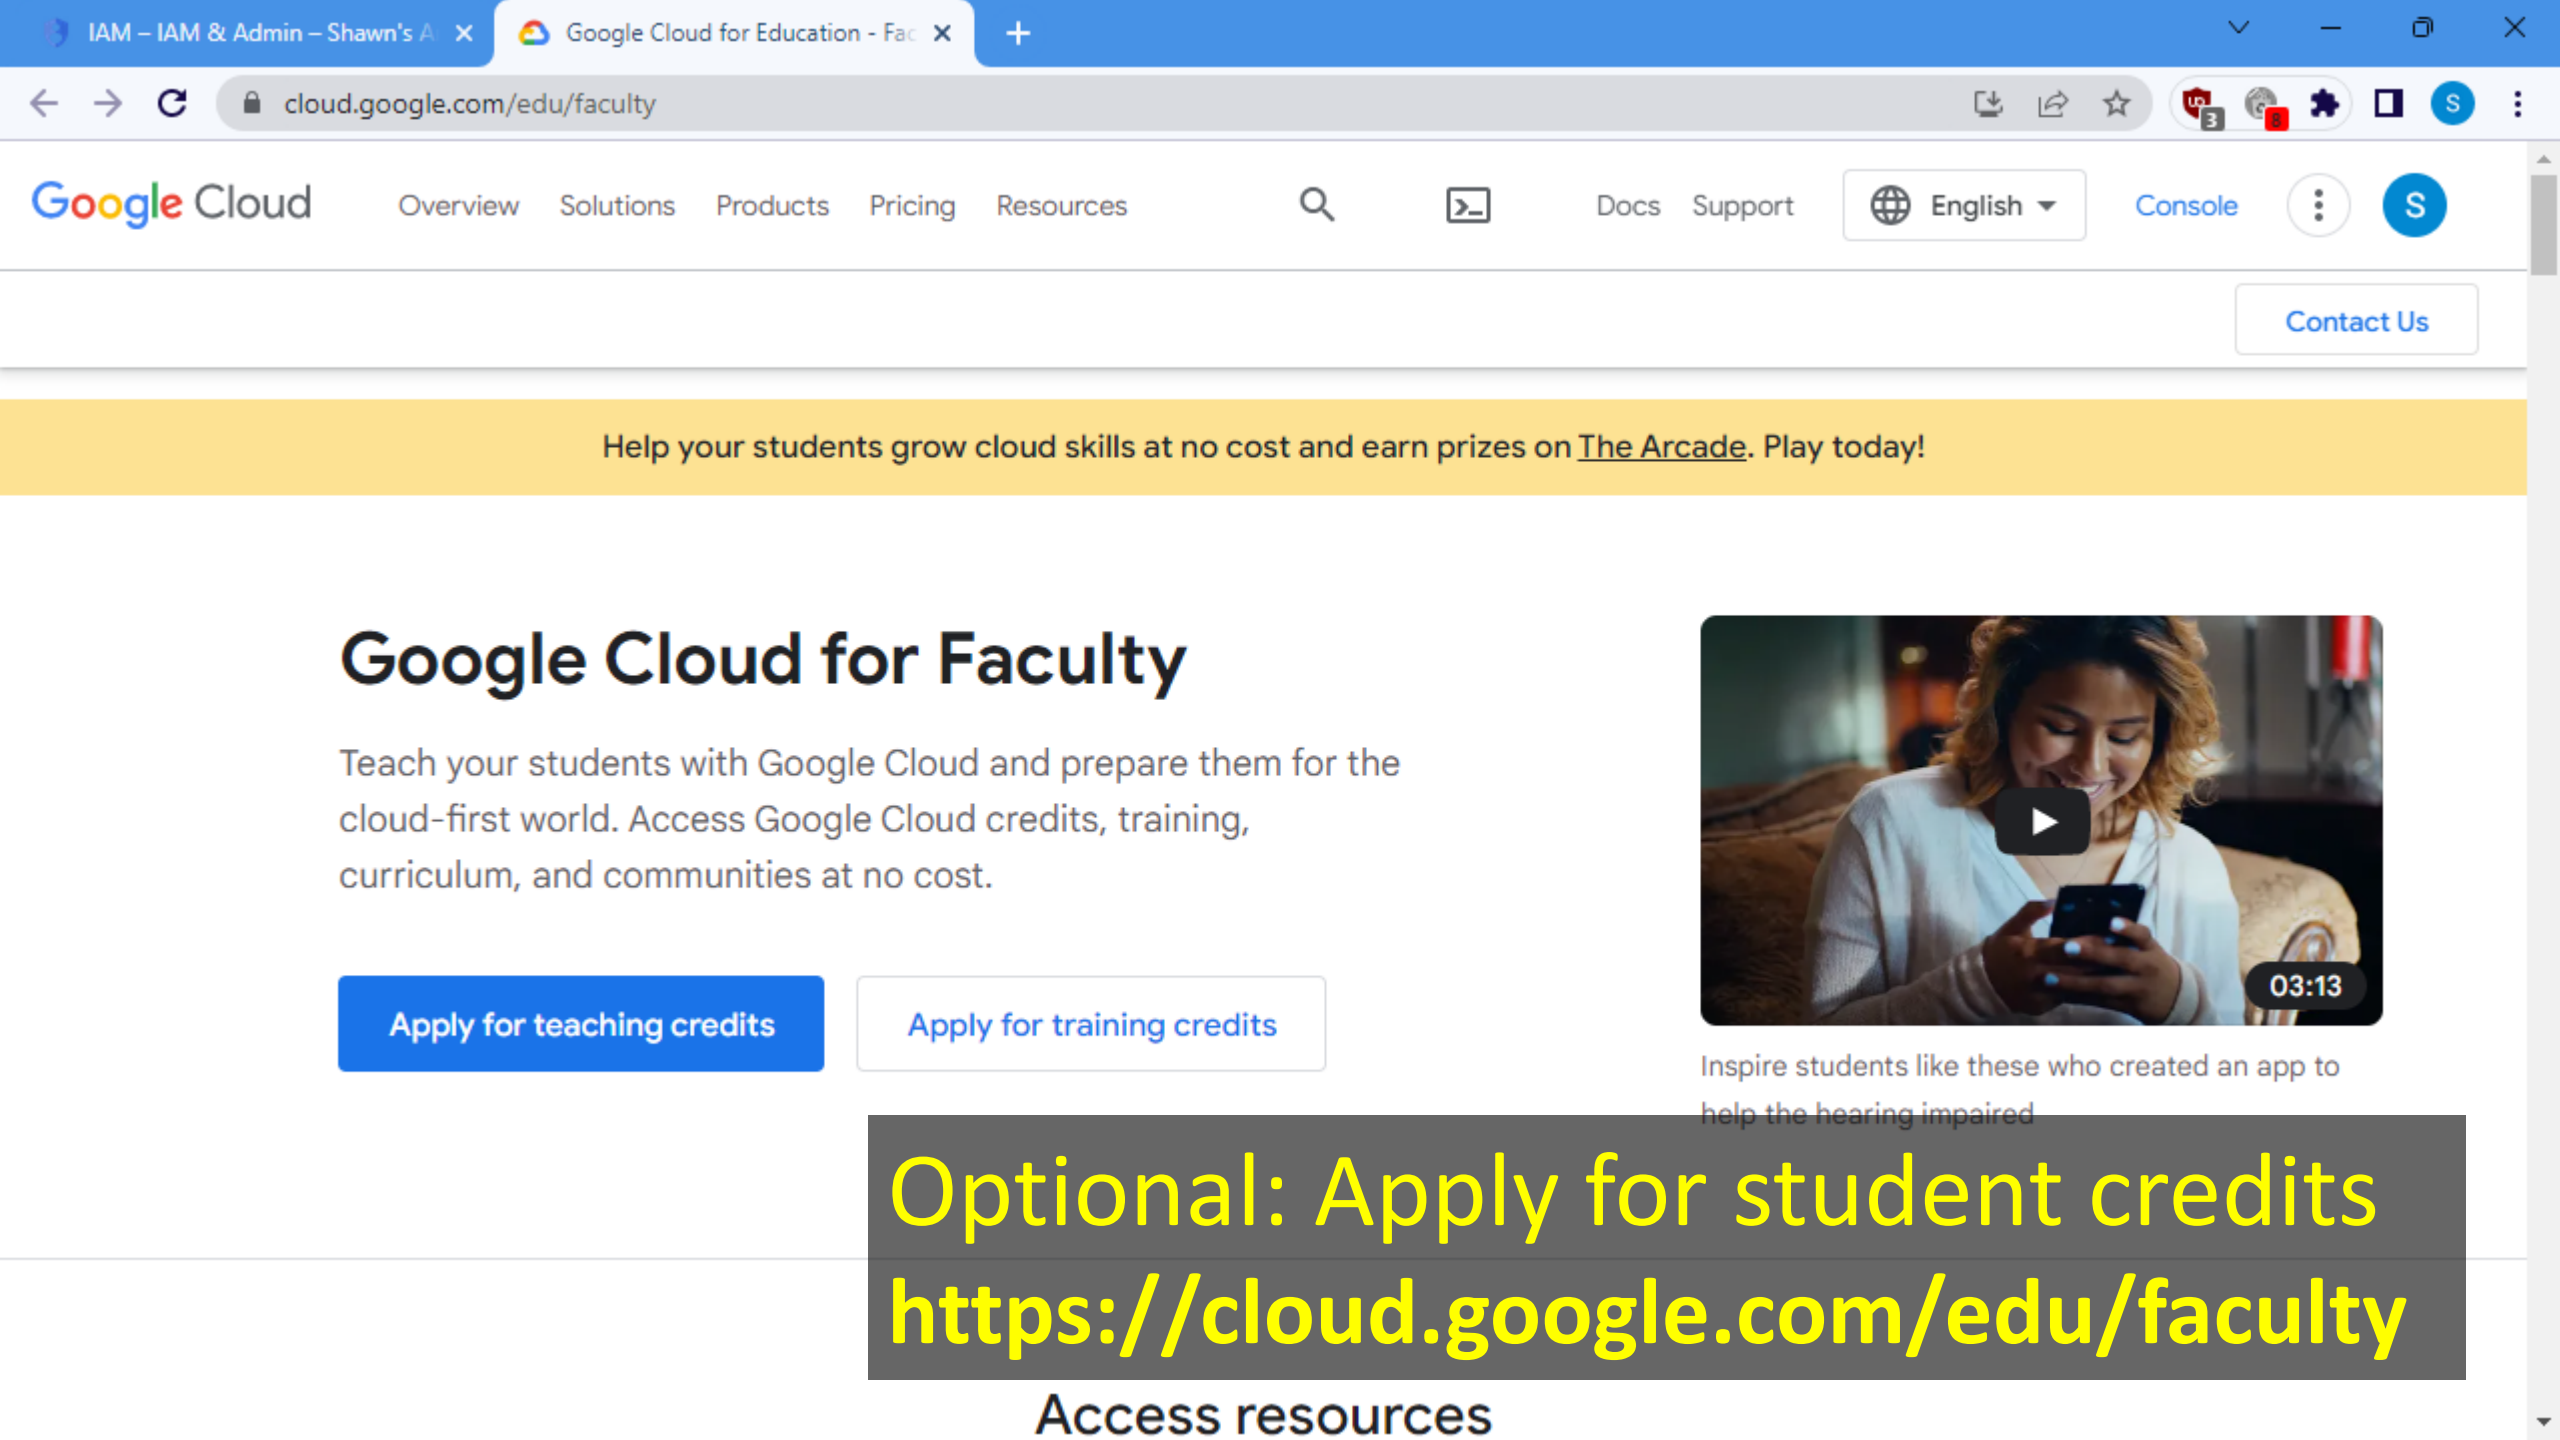 IAM – IAM & Admin – Shawn's A
Google Cloud for Education - Fac
cloud.google.com/edu/faculty
3
8
S
Google Cloud
Overview
Solutions
Products
Pricing
Resources
Docs
Support
English
Console
S
Contact Us
Help your students grow cloud skills at no cost and earn prizes on The Arcade. Play today!
Google Cloud for Faculty
Teach your students with Google Cloud and prepare them for the
cloud-first world. Access Google Cloud credits, training,
curriculum, and communities at no cost.
Apply for teaching credits
Apply for training credits
03:13
Inspire students like these who created an app to
help the hearing impaired
Optional: Apply for student credits
https://cloud.google.com/edu/faculty
Access resources